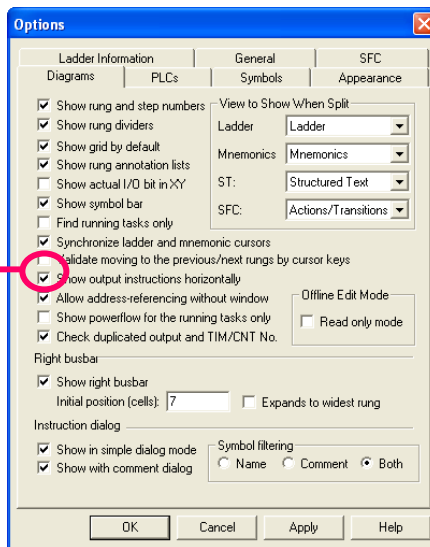 Options
Ladder Information General SFC
Diagrams PLCs Symbols Appearance
Show rung and step numbers
Show rung dividers
Show grid by default
Show rung annotation lists
Show actual I/O bit in XY
Show symbol bar
Find running tasks only
View to Show When Split
Ladder Ladder
Mnemonics Mnemonics
ST: Structured Text
SFC: Actions/Transitions
Synchronize ladder and mnemonic cursors
Validate moving to the previous/next rungs by cursor keys
Show output instructions horizontally
Allow address-referencing without window
Show powerflow for the running tasks only
Check duplicated output and TIM/CNT No.
Offline Edit Mode
Read only mode
Right busbar
Show right busbar
Initial position (cells): 7 Expands to widest rung
Instruction dialog
Show in simple dialog mode
Show with comment dialog
Symbol filtering
Name Comment Both
OK Cancel Apply Help